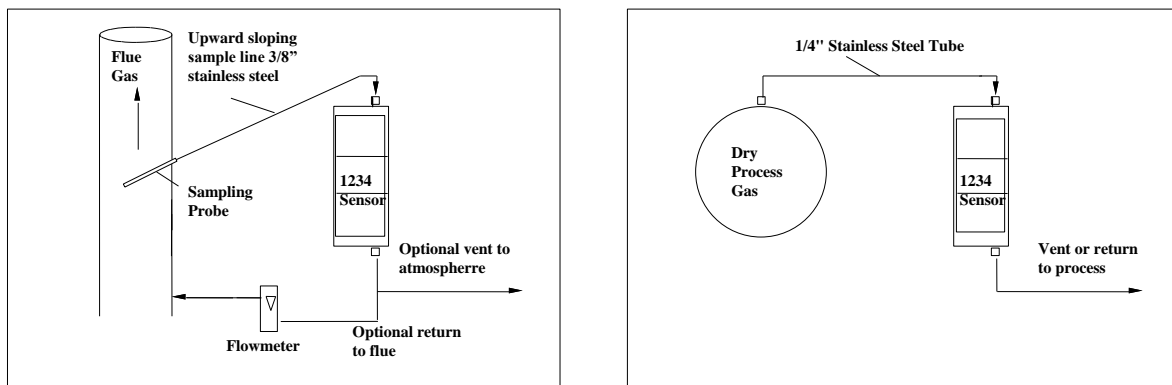 Flue
Gas
Upward sloping
sample line 3/8”
stainless steel
Sampling
Probe
1234
Sensor
Optional vent to
atmospherre
Optional return
to flue
Flowmeter
1/4" Stainless Steel Tube
Dry
Process
Gas
1234
Sensor
Vent or return
to process